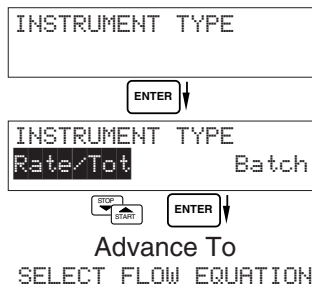 INSTRUMENT TYPE
ENTER
INSTRUMENT TYPE
Rate/Tot Batch
STOP
START ENTER
Advance To
SELECT FLOW EQUATION